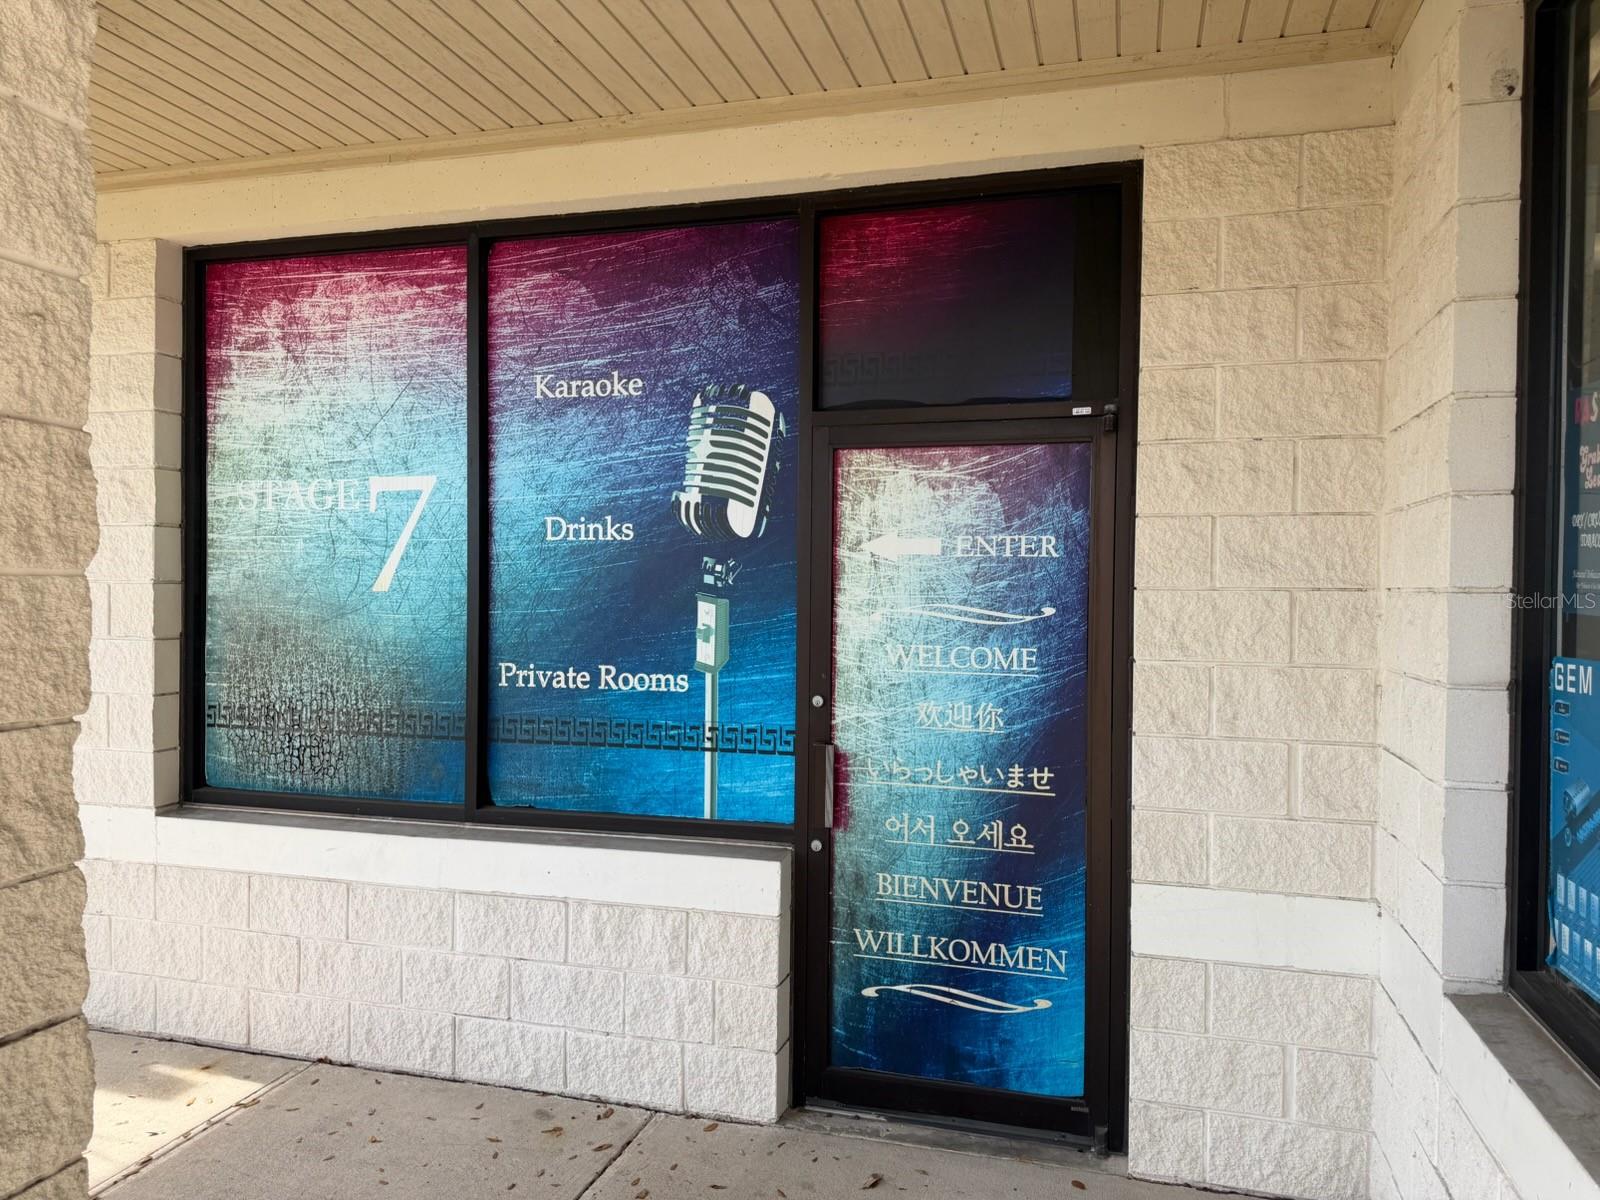 STAGE 7
Karaoke
Drinks
Private Rooms
ENTER
WELCOME
欢迎你
いらっしゃいませ
어서 오세요
BIENVENUE
WILLKOMMEN
StellarMLS
GEM